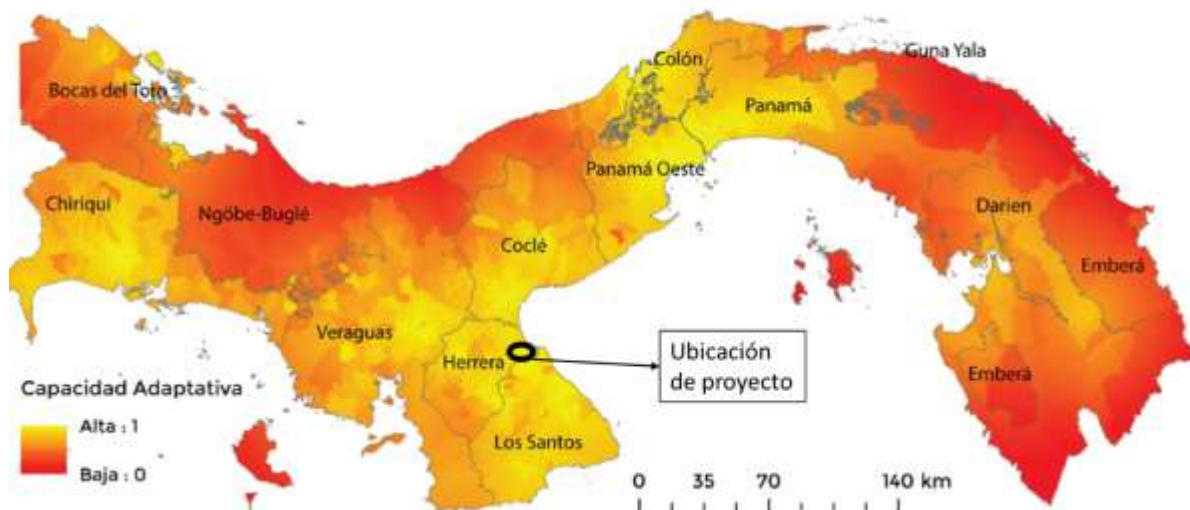 Guna Yala
Colón
Bocas del Toro
Panamá
Panamá Oeste
Chiriquí
Ngöbe-Buglé
Darien
Coclé
Emberá
Veraguas
Herrera
Ubicación
de proyecto
Emberá
Capacidad Adaptativa
Alta : 1
Baja : 0
Los Santos
0 35 70 140 km